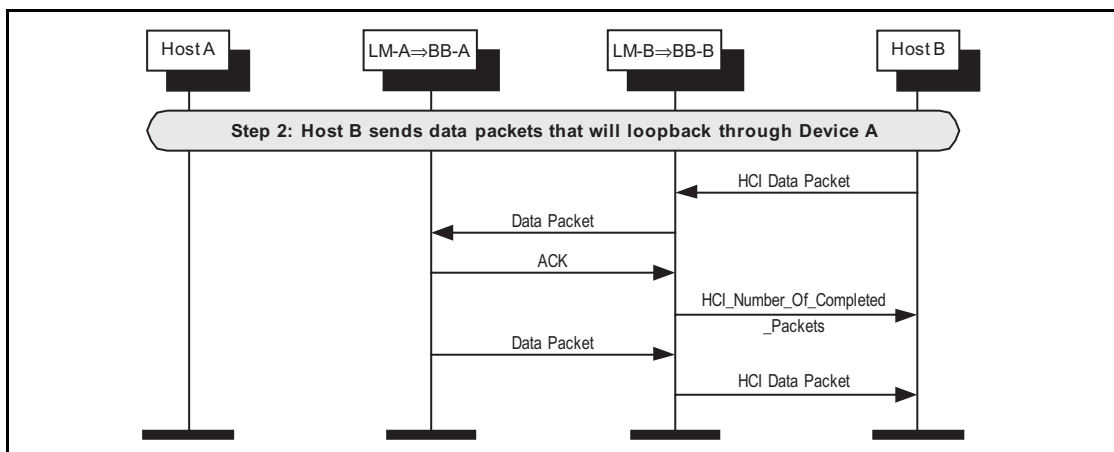 Host A
LM-A⇒BB-A
LM-B⇒BB-B
Host B
Step 2: Host B sends data packets that will loopback through Device A
HCI Data Packet
Data Packet
ACK
HCI_Number_Of_Completed
_Packets
Data Packet
HCI Data Packet